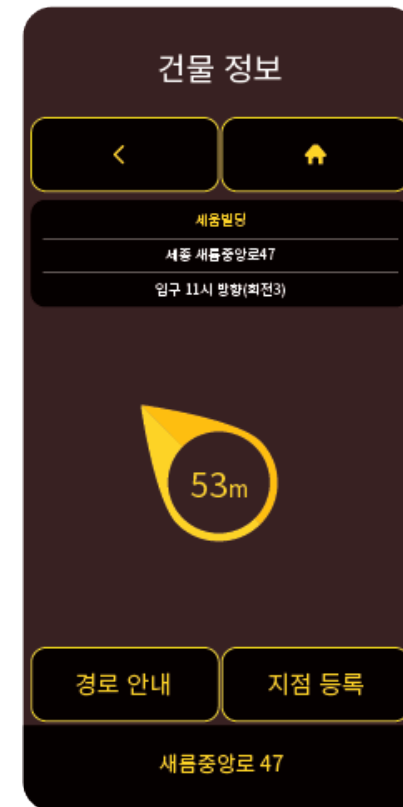 건물 정보
세움빌딩
세종 새롬중앙로47
입구 11시 방향(회전3)
53m
경로 안내
지점 등록
새름중앙로 47